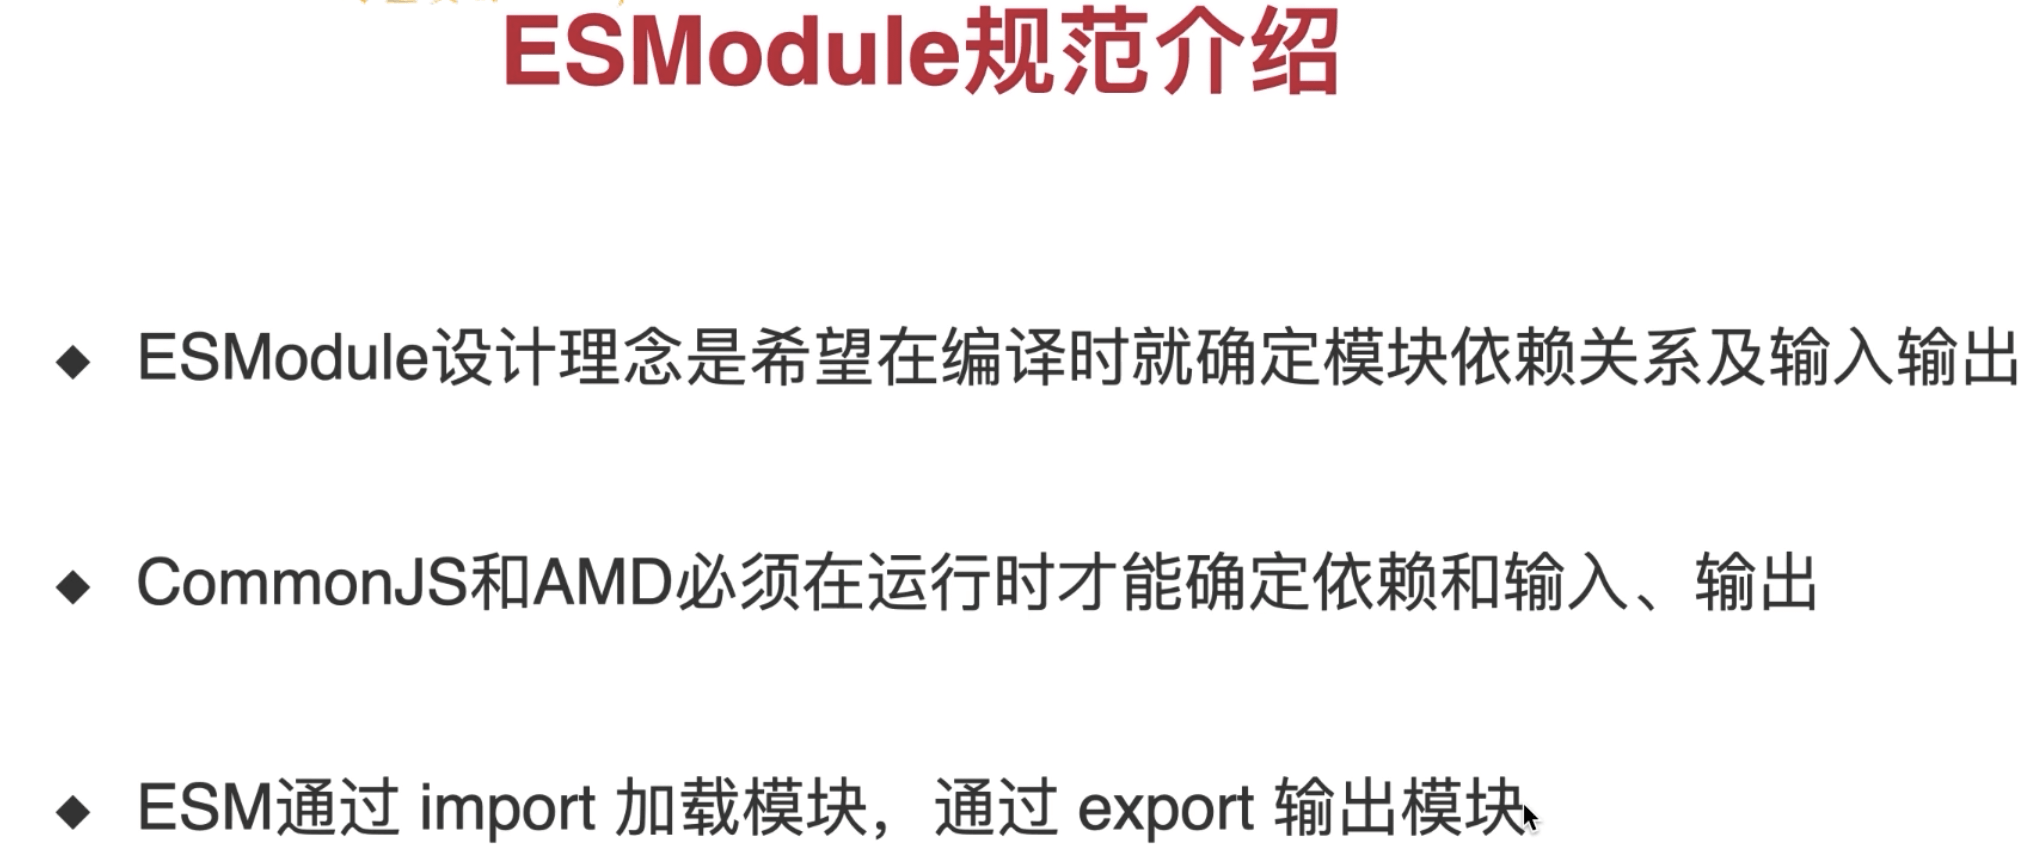 ESModule规范介绍
◆ ESModule设计理念是希望在编译时就确定模块依赖关系及输入输出
◆ CommonJS和AMD必须在运行时才能确定依赖和输入、输出
◆ ESM通过 import 加载模块，通过 export 输出模块